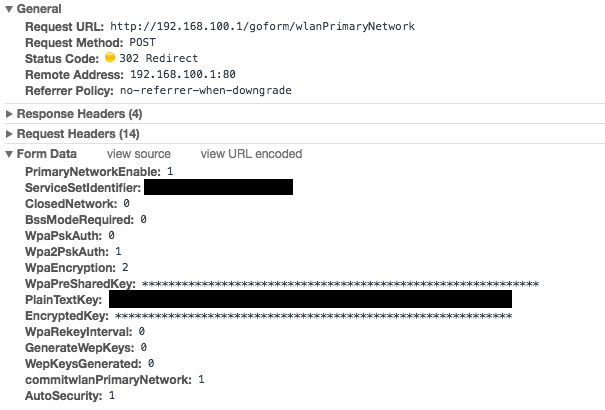 General
Request URL: http://192.168.100.1/goform/wlanPrimaryNetwork
Request Method: POST
Status Code: 302 Redirect
Remote Address: 192.168.100.1:80
Referrer Policy: no-referrer-when-downgrade
Response Headers (4)
Request Headers (14)
Form Data view source view URL encoded
PrimaryNetworkEnable: 1
ServiceSetIdentifier:
ClosedNetwork: 0
BssModeRequired: 0
WpaPskAuth: 0
Wpa2PskAuth: 1
WpaEncryption: 2
WpaPreSharedKey: ************************************************************
PlainTextKey:
EncryptedKey: ************************************************************
WpaRekeyInterval: 0
GenerateWepKeys: 0
WepKeysGenerated: 0
commitwlanPrimaryNetwork: 1
AutoSecurity: 1